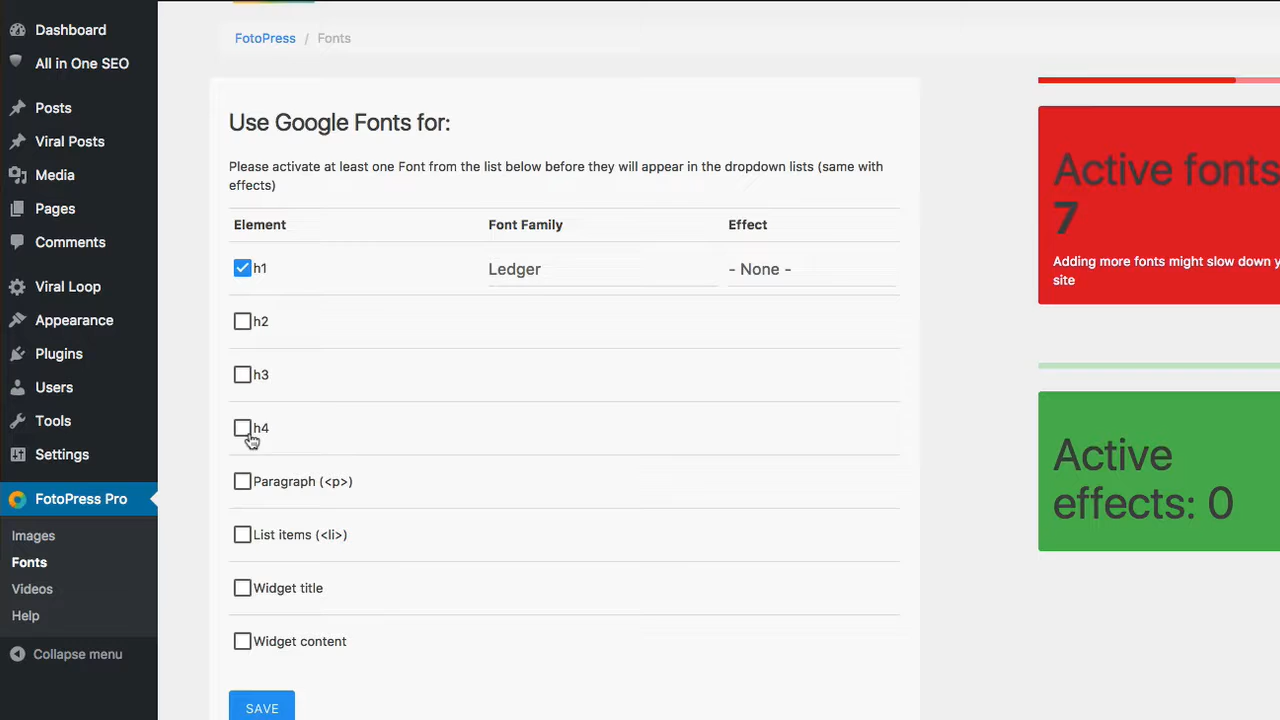 Dashboard
All in One SEO
Posts
Viral Posts
Media
Pages
Comments
Viral Loop
Appearance
Plugins
Users
Tools
Settings
FotoPress Pro
Images
Fonts
Videos
Help
Collapse menu
FotoPress / Fonts
Use Google Fonts for:
Please activate at least one Font from the list below before they will appear in the dropdown lists (same with
effects)
Element Font Family Effect
h1 Ledger - None -
h2
h3
h4
Paragraph (<p>)
List items (<li>)
Widget title
Widget content
SAVE
Active fonts
7
Adding more fonts might slow down
site
Active
effects: 0